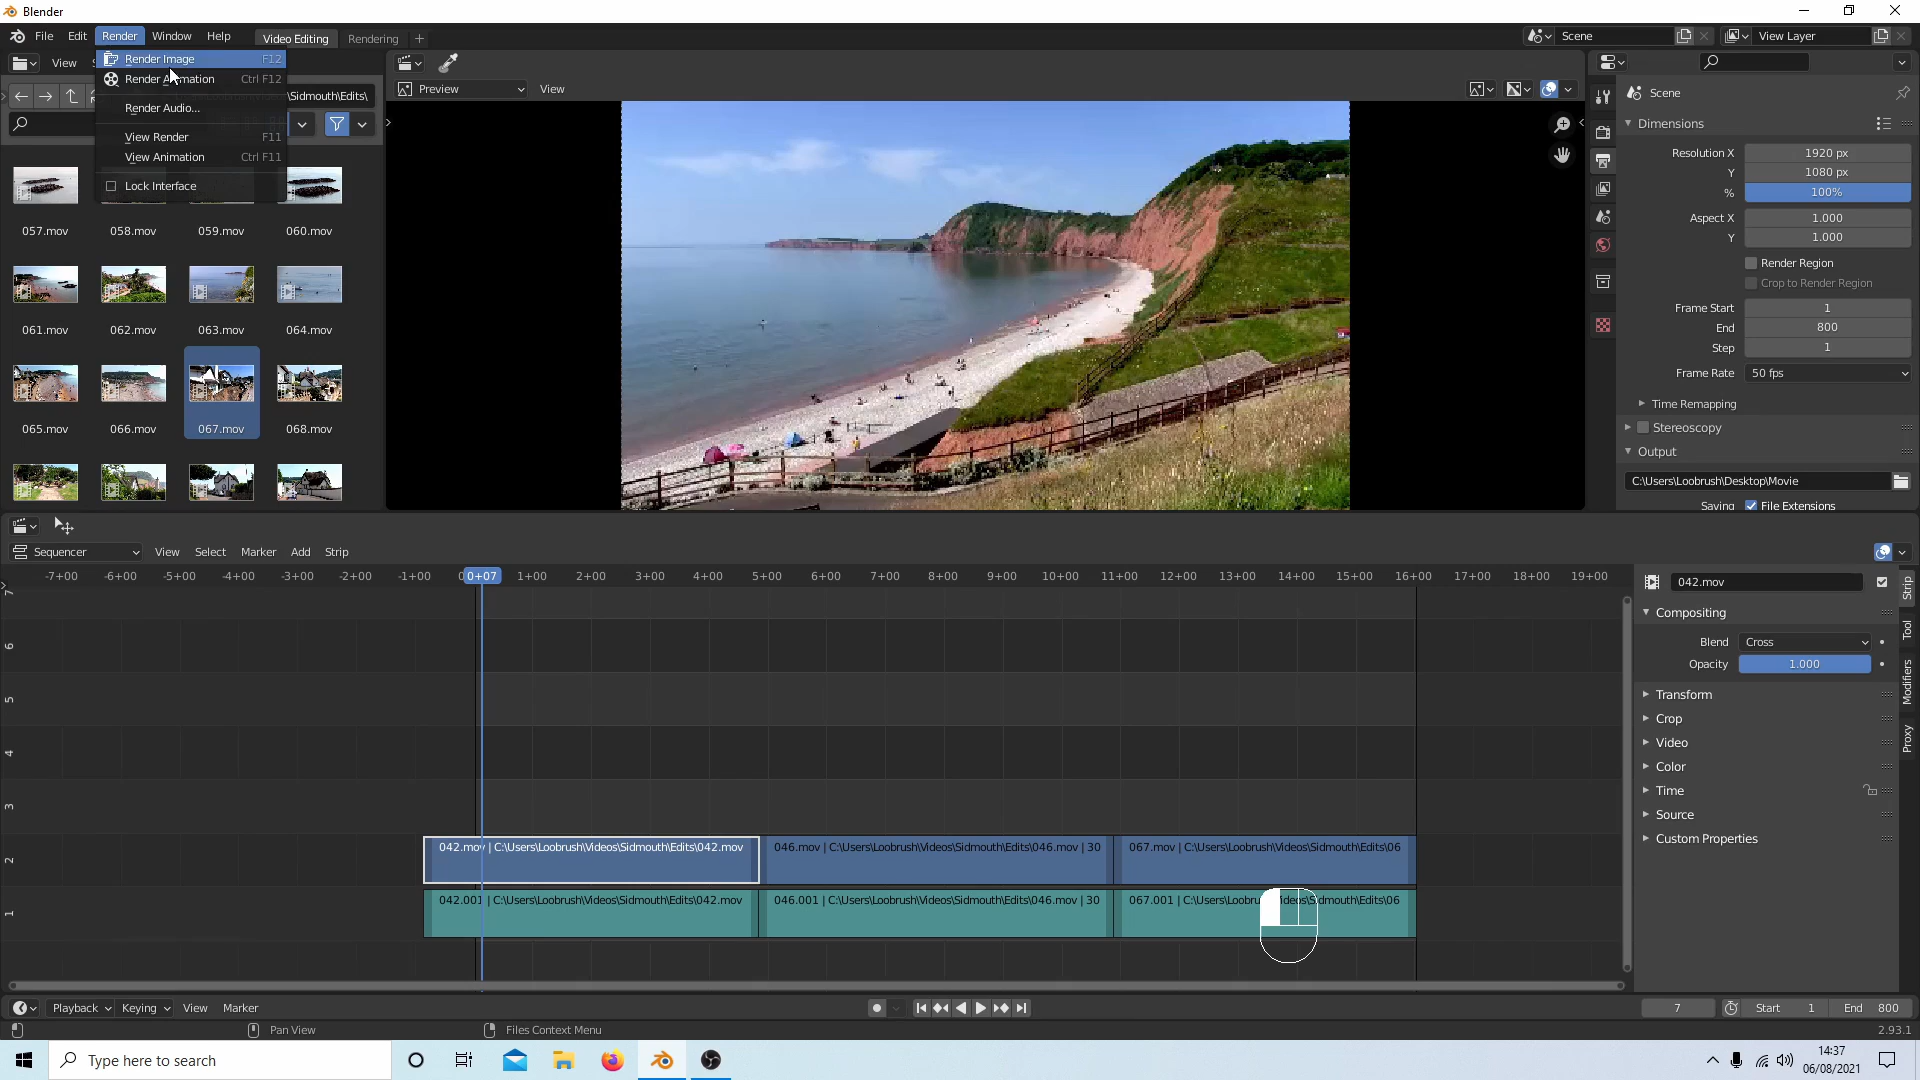 Blender
File Edit Render Window Help
Video Editing Rendering +
Scene
View Layer
Render Image F12
Render Animation Ctrl F12
Render Audio...
View Render F11
View Animation Ctrl F11
Lock Interface
View
\Sidmouth\Edits\
Preview View
057.mov 058.mov 059.mov 060.mov
061.mov 062.mov 063.mov 064.mov
065.mov 066.mov 067.mov 068.mov
Scene
Dimensions
Resolution X 1920 px
Y 1080 px
% 100%
Aspect X 1.000
Y 1.000
Render Region
Crop to Render Region
Frame Start 1
End 800
Step 1
Frame Rate 50 fps
Time Remapping
Stereoscopy
Output
C:\Users\Loobrush\Desktop\Movie
Saving File Extensions
Sequencer View Select Marker Add Strip
-7+00 -6+00 -5+00 -4+00 -3+00 -2+00 -1+00 0+07 1+00 2+00 3+00 4+00 5+00 6+00 7+00 8+00 9+00 10+00 11+00 12+00 13+00 14+00 15+00 16+00 17+00 18+00 19+00
7
6
5
4
3
2
1
042.mov | C:\Users\Loobrush\Videos\Sidmouth\Edits\042.mov
046.mov | C:\Users\Loobrush\Videos\Sidmouth\Edits\046.mov | 30
067.mov | C:\Users\Loobrush\Videos\Sidmouth\Edits\06
042.001 | C:\Users\Loobrush\Videos\Sidmouth\Edits\042.mov
046.001 | C:\Users\Loobrush\Videos\Sidmouth\Edits\046.mov | 30
067.001 | C:\Users\Loobrush\Videos\Sidmouth\Edits\06
042.mov
Compositing
Blend Cross
Opacity 1.000
Transform
Crop
Video
Color
Time
Source
Custom Properties
Strip
Tool
Modifiers
Proxy
Playback Keying View Marker
7 Start 1 End 800
Pan View Files Context Menu 2.93.1
Type here to search
14:37
06/08/2021